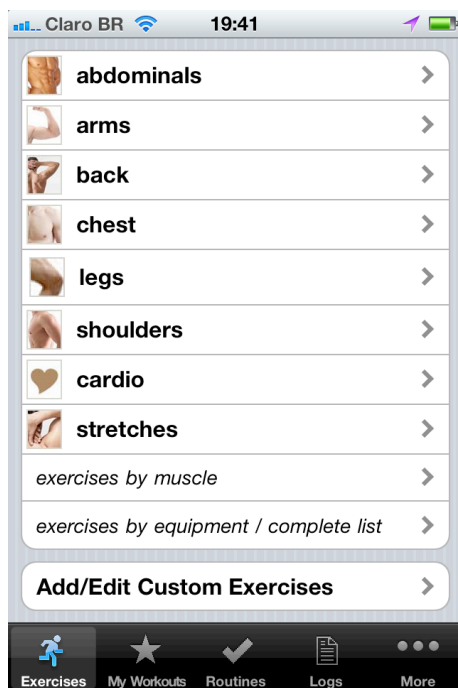 Claro BR 19:41
abdominals
arms
back
chest
legs
shoulders
cardio
stretches
exercises by muscle
exercises by equipment / complete list
Add/Edit Custom Exercises
Exercises My Workouts Routines Logs More